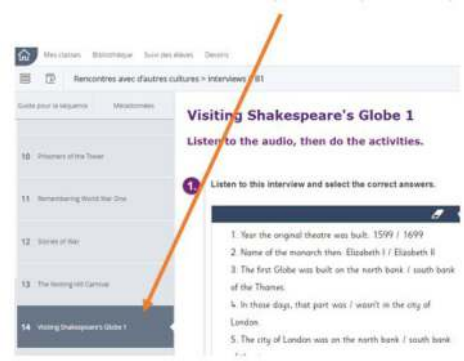 Mes classes Bibliothèque Suivi des élèves Devoirs
Rencontres avec d'autres cultures > Interviews / B1
Guide pour la séquence Métadonnées
Visiting Shakespeare's Globe 1
Listen to the audio, then do the activities.
10 Prisoners of the Tower
11 Remembering World War One
12 Stories of War
13 The Notting Hill Carnival
14 Visiting Shakespeare's Globe 1
1. Listen to this interview and select the correct answers.
1. Year the original theatre was built. 1599 / 1699
2. Name of the monarch then. Elizabeth I / Elizabeth II
3. The first Globe was built on the north bank / south bank
of the Thames.
4. In those days, that part was / wasn't in the city of
London.
5. The city of London was on the north bank / south bank